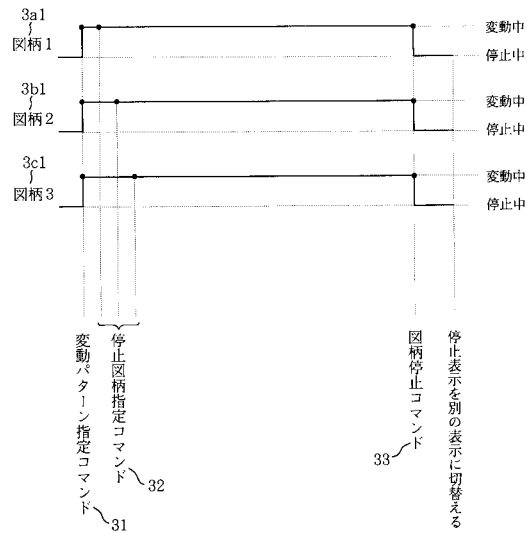 3a1
図柄1
変動中
停止中
3b1
図柄2
変動中
停止中
3c1
図柄3
変動中
停止中
変動パターン指定コマンド
31
停止図柄指定コマンド
32
図柄停止コマンド
33
停止表示を別の表示に切替える